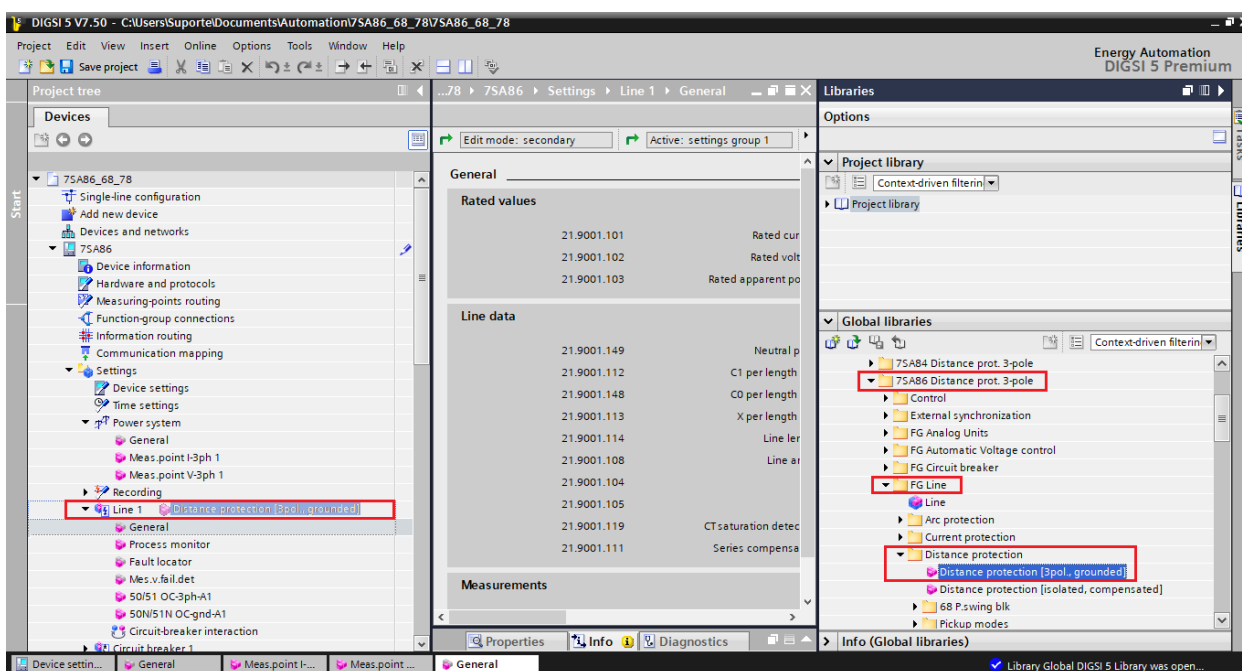 DIGSI 5 V7.50 - C:\Users\Suporte\Documents\Automation\7SA86_68_78\7SA86_68_78
Project Edit View Insert Online Options Tools Window Help
Save project
Energy Automation
DIGSI 5 Premium
Project tree
Devices
Start
7SA86_68_78
Single-line configuration
Add new device
Devices and networks
7SA86
Device information
Hardware and protocols
Measuring-points routing
Function-group connections
Information routing
Communication mapping
Settings
Device settings
Time settings
Power system
General
Meas.point I-3ph 1
Meas.point V-3ph 1
Recording
Line 1 Distance protection [3pol., grounded]
General
Process monitor
Fault locator
Mes.v.fail.det
50/51 OC-3ph-A1
50N/51N OC-gnd-A1
Circuit-breaker interaction
Circuit breaker 1
...78 7SA86 Settings Line 1 General
Edit mode: secondary
Active: settings group 1
General
Rated values
21.9001.101 Rated cur
21.9001.102 Rated volt
21.9001.103 Rated apparent po
Line data
21.9001.149 Neutral p
21.9001.112 C1 per length
21.9001.148 C0 per length
21.9001.113 X per length
21.9001.114 Line ler
21.9001.108 Line ar
21.9001.104
21.9001.105
21.9001.119 CT saturation detec
21.9001.111 Series compensa
Measurements
Properties
Info
Diagnostics
Libraries
Options
Project library
Context-driven filterin
Project library
Global libraries
Context-driven filterin
7SA84 Distance prot. 3-pole
7SA86 Distance prot. 3-pole
Control
External synchronization
FG Analog Units
FG Automatic Voltage control
FG Circuit breaker
FG Line
Line
Arc protection
Current protection
Distance protection
Distance protection [3pol., grounded]
Distance protection [isolated, compensated]
68 P.swing blk
Pickup modes
Info (Global libraries)
Tasks
Libraries
Device settin...
General
Meas.point I-...
Meas.point ...
General
Library Global DIGSI 5 Library was open...